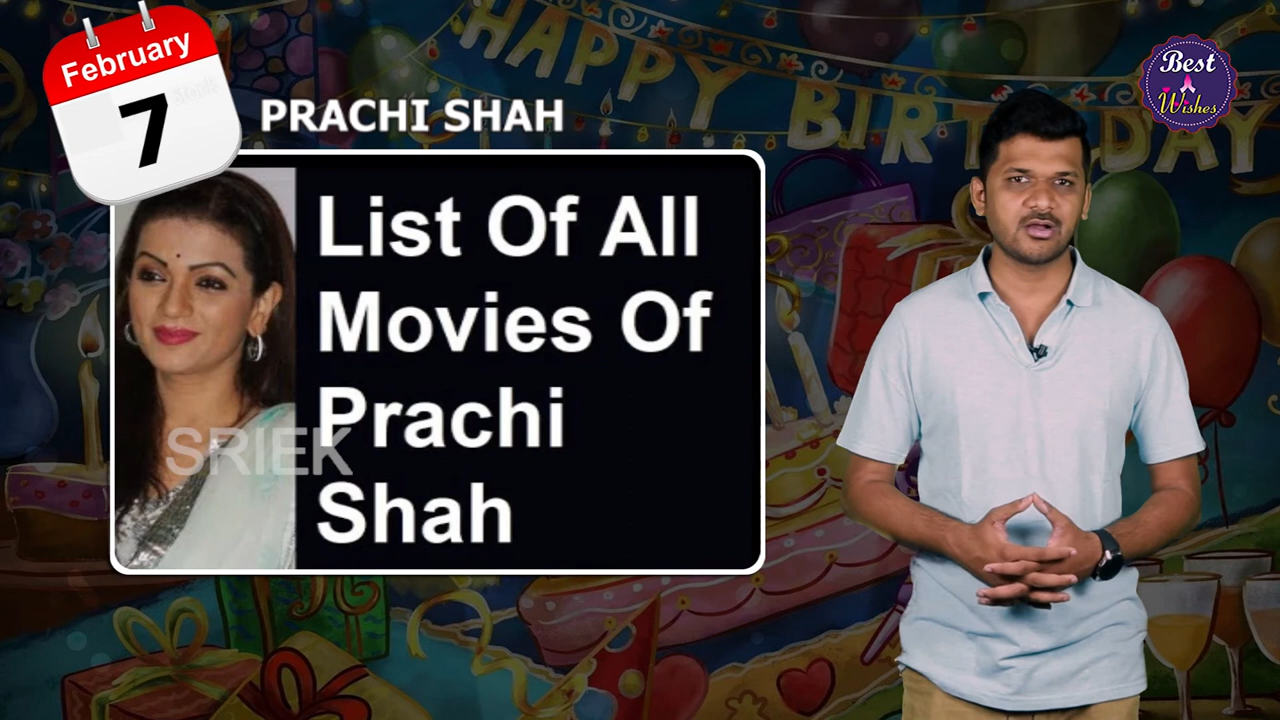 February
7
PRACHI SHAH
HAPPY BIRTHDAY
Best
Wishes
List Of All
Movies Of
Prachi
Shah
SRIEK